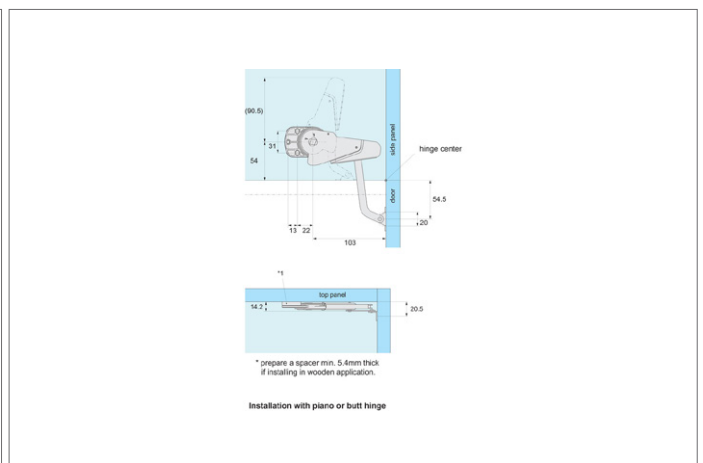 (90.5)
31
54
side panel
hinge center
door
54.5
20
13 22
103
*1
top panel
14.2
20.5
* prepare a spacer min. 5.4mm thick
if installing in wooden application.
Installation with piano or butt hinge